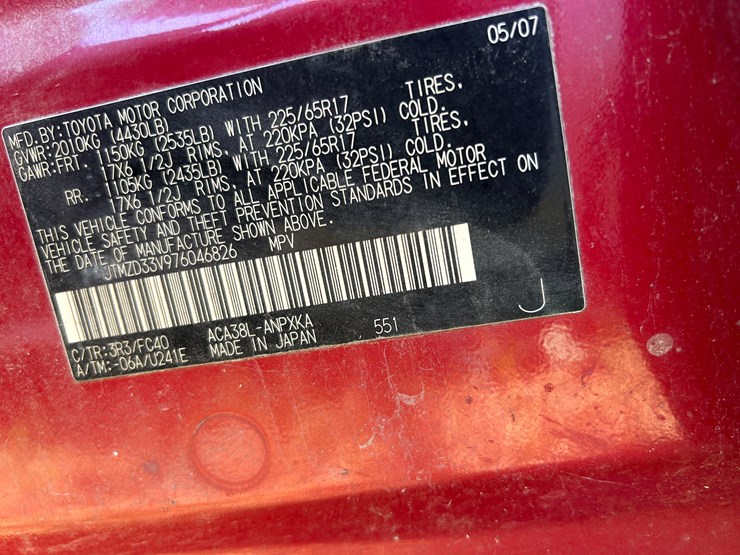 05/07
MFD. BY: TOYOTA MOTOR CORPORATION
GVWR: 2010KG (4430LB)
GAWR: FRT. 1150KG (2535LB) WITH 225/65R17 TIRES,
17X6 1/2J RIMS, AT 220KPA (32PSI) COLD.
RR. 1105KG (2435LB) WITH 225/65R17 TIRES,
17X6 1/2J RIMS, AT 220KPA (32PSI) COLD.
THIS VEHICLE CONFORMS TO ALL APPLICABLE FEDERAL MOTOR
VEHICLE SAFETY AND THEFT PREVENTION STANDARDS IN EFFECT ON
THE DATE OF MANUFACTURE SHOWN ABOVE.
JTMZD33V976046826 MPV
C/TR: 3R3/FC40 ACA38L-ANPXKA 551 J
A/TM: -06A/U241E MADE IN JAPAN